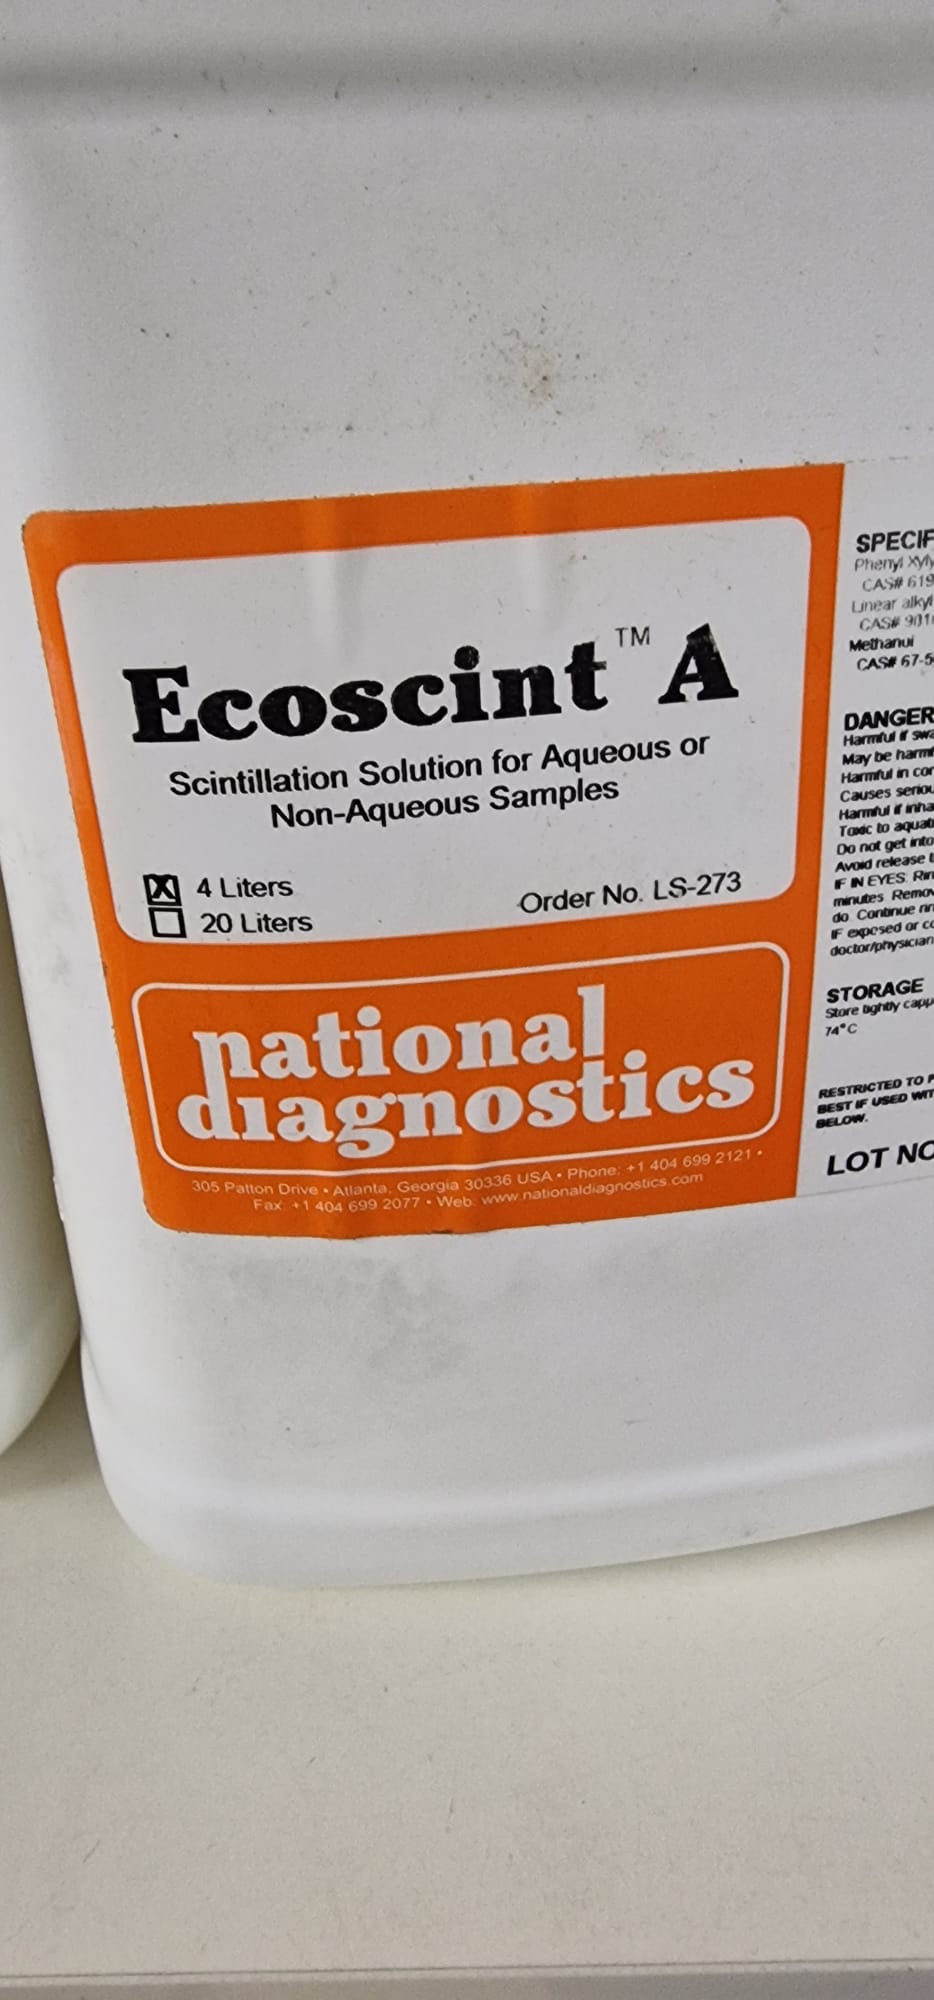 Ecoscint™ A
Scintillation Solution for Aqueous or
Non-Aqueous Samples
4 Liters
20 Liters
Order No. LS-273
national
diagnostics
305 Patton Drive • Atlanta, Georgia 30336 USA • Phone: +1 404 699 2121 •
Fax: +1 404 699 2077 • Web: www.nationaldiagnostics.com
SPECIF
Phenyl Xyly
CAS# 619
Linear alkyl
CAS# 901
Methanol
CAS# 67-5
DANGER
Harmful if swa
May be harmf
Harmful in con
Causes seriou
Harmful if inha
Toxic to aquat
Do not get into
Avoid release t
IF IN EYES: Rin
minutes. Remov
do. Continue rin
IF exposed or co
doctor/physician
STORAGE
Store tightly capp
74°C
RESTRICTED TO
BEST IF USED WIT
BELOW.
LOT NO